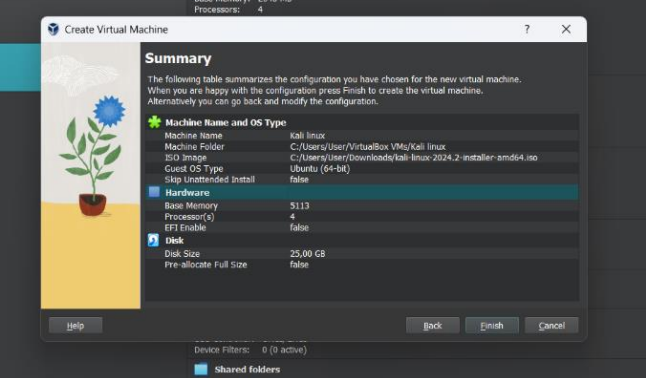 Processors: 4
Create Virtual Machine
?
Summary
The following table summarizes the configuration you have chosen for the new virtual machine.
When you are happy with the configuration press Finish to create the virtual machine.
Alternatively you can go back and modify the configuration.
Machine Name and OS Type
Machine Name Kali linux
Machine Folder C:/Users/User/VirtualBox VMs/Kali linux
ISO Image C:/Users/User/Downloads/kali-linux-2024.2-installer-amd64.iso
Guest OS Type Ubuntu (64-bit)
Skip Unattended Install false
Hardware
Base Memory 5113
Processor(s) 4
EFI Enable false
Disk
Disk Size 25,00 GB
Pre-allocate Full Size false
Help
Back
Finish
Cancel
Device Filters: 0 (0 active)
Shared folders